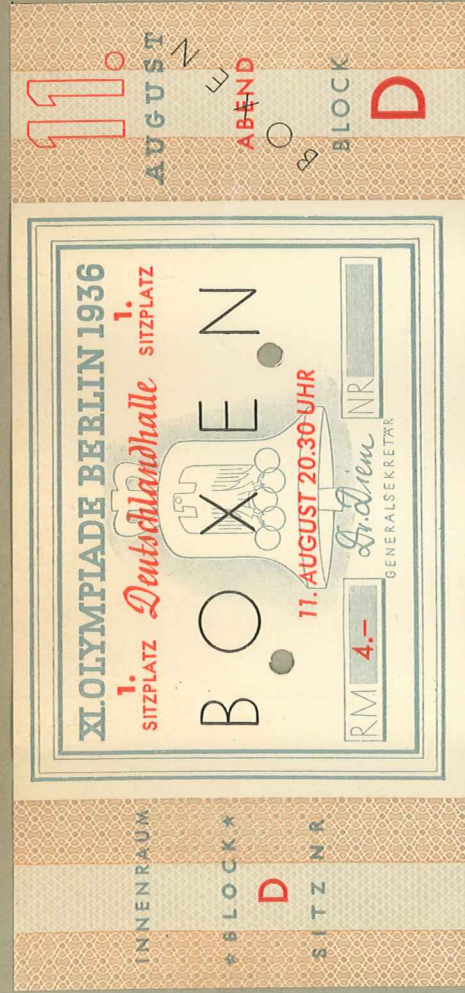 INNENRAUM
*BLOCK*
D
SITZ NR
XI.OLYMPIADE BERLIN 1936
1. SITZPLATZ Deutschlandhalle 1. SITZPLATZ
BOXEN
11. AUGUST 20.30 UHR
RM 4.– Dr. Diem NR
GENERALSEKRETÄR
11.
AUGUST
ABEND
BOXEN
BLOCK
D